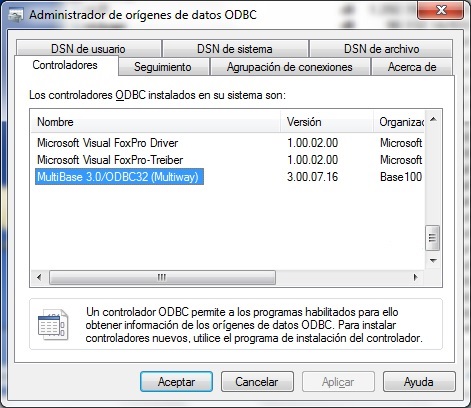 Administrador de orígenes de datos ODBC
DSN de usuario DSN de sistema DSN de archivo
Controladores Seguimiento Agrupación de conexiones Acerca de
Los controladores ODBC instalados en su sistema son:
Nombre Versión Organizac
Microsoft Visual FoxPro Driver 1.00.02.00 Microsoft
Microsoft Visual FoxPro-Treiber 1.00.02.00 Microsoft
MultiBase 3.0/ODBC32 (Multiway) 3.00.07.16 Base100
Un controlador ODBC permite a los programas habilitados para ello
obtener información de los orígenes de datos ODBC. Para instalar
controladores nuevos, utilice el programa de instalación del controlador.
Aceptar Cancelar Aplicar Ayuda